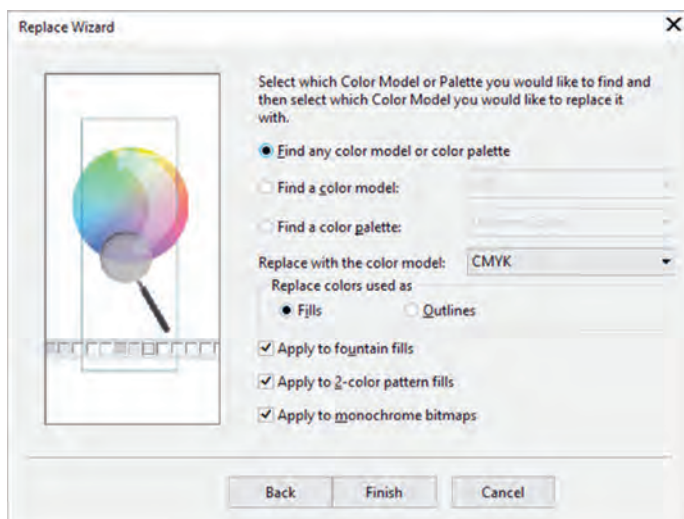 Replace Wizard
Select which Color Model or Palette you would like to find and
then select which Color Model you would like to replace it
with.
Find any color model or color palette
Find a color model:
Find a color palette:
Replace with the color model: CMYK
Replace colors used as
Fills Outlines
Apply to fountain fills
Apply to 2-color pattern fills
Apply to monochrome bitmaps
Back Finish Cancel